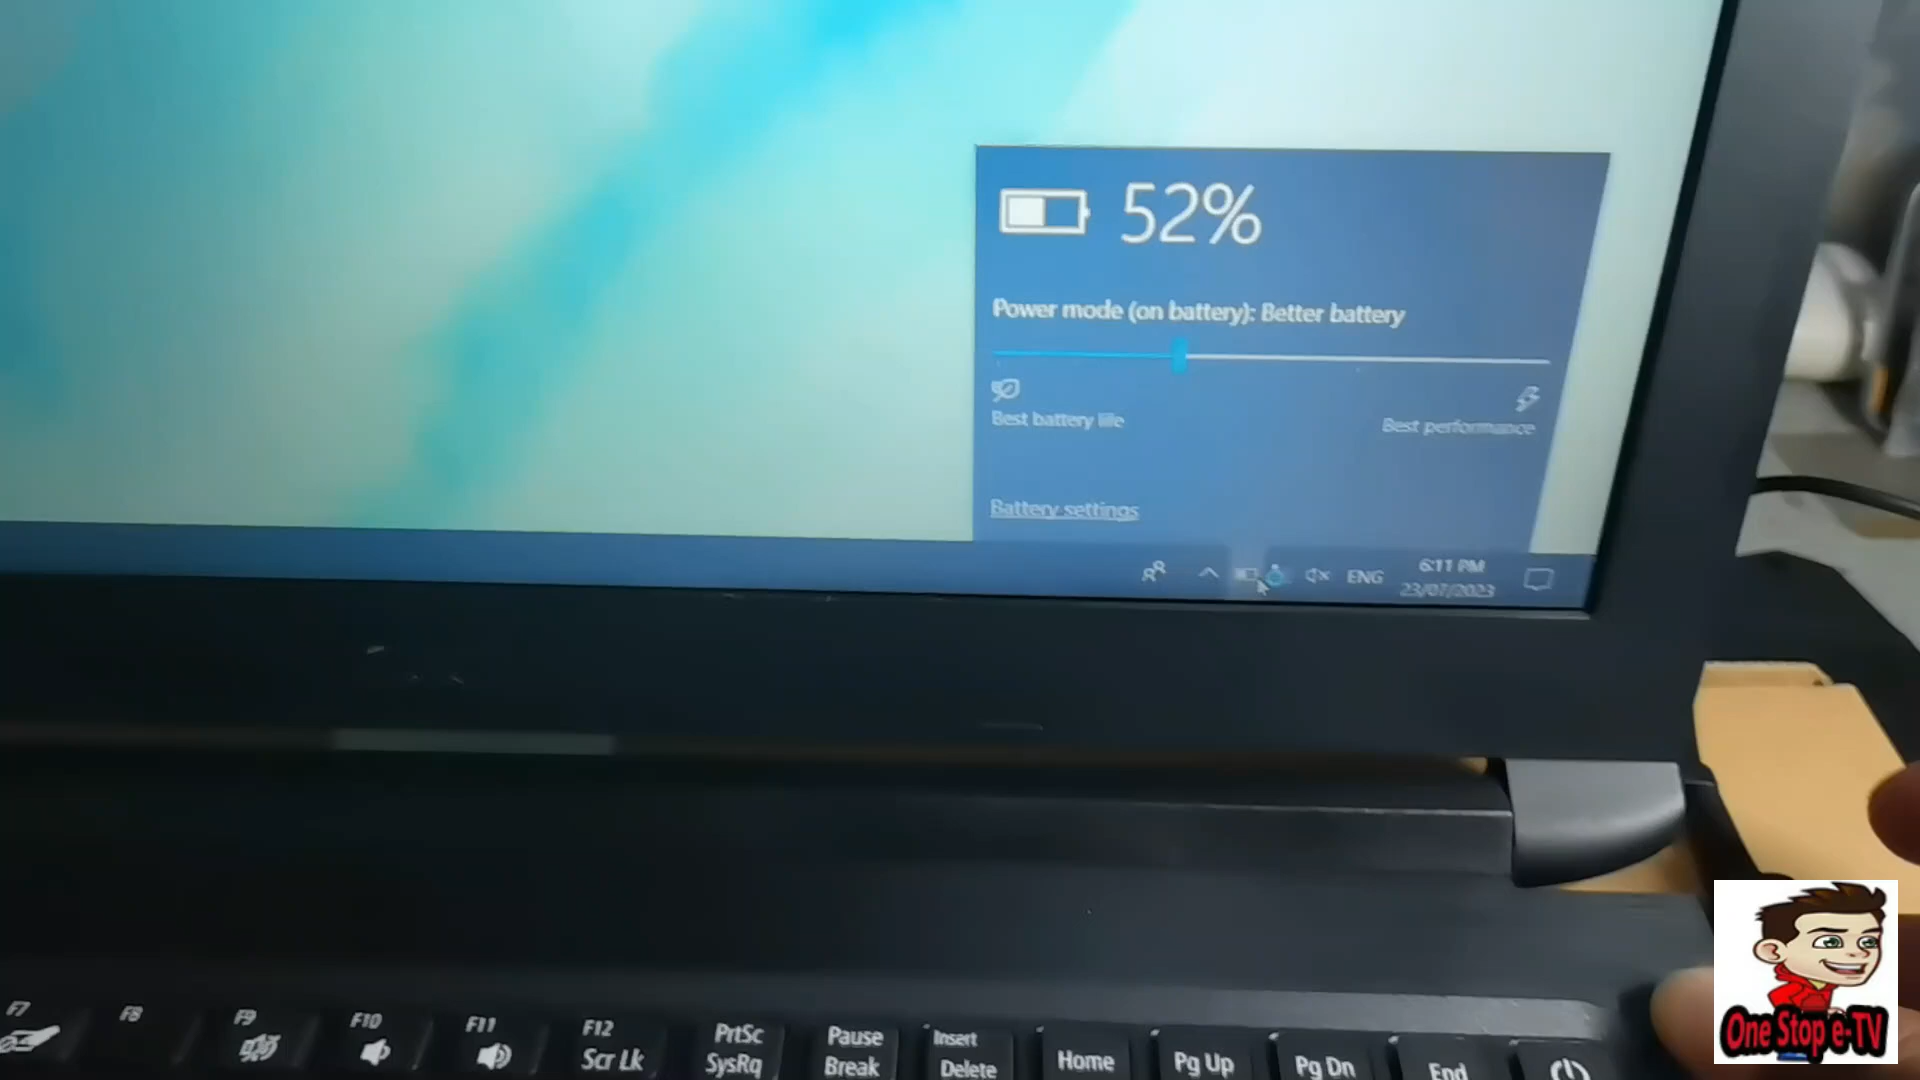 52%
Power mode (on battery): Better battery
Best battery life
Best performance
Battery settings
ENG
6:11 PM
23/07/2023
F7
F8
F9
F10
F11
F12
Scr Lk
PrtSc
SysRq
Pause
Break
Insert
Delete
Home
Pg Up
Pg Dn
End
One Stop e-TV